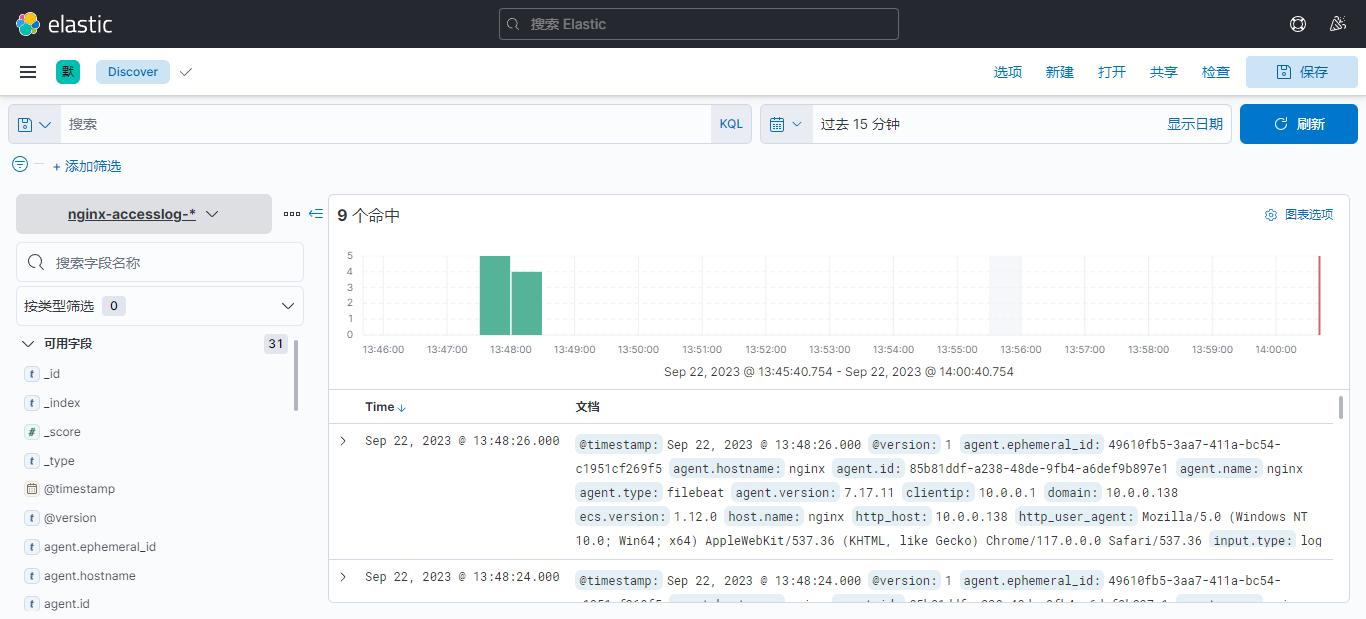 elastic
搜索 Elastic
默 Discover 选项 新建 打开 共享 检查 保存
搜索 KQL 过去 15 分钟 显示日期 刷新
+ 添加筛选
nginx-accesslog-*
搜索字段名称
按类型筛选 0
可用字段 31
t _id
t _index
# _score
t _type
@timestamp
t @version
t agent.ephemeral_id
t agent.hostname
t agent.id
9 个命中 图表选项
5
4
3
2
1
0
13:46:00 13:47:00 13:48:00 13:49:00 13:50:00 13:51:00 13:52:00 13:53:00 13:54:00 13:55:00 13:56:00 13:57:00 13:58:00 13:59:00 14:00:00
Sep 22, 2023 @ 13:45:40.754 - Sep 22, 2023 @ 14:00:40.754
Time 文档
Sep 22, 2023 @ 13:48:26.000 @timestamp: Sep 22, 2023 @ 13:48:26.000 @version: 1 agent.ephemeral_id: 49610fb5-3aa7-411a-bc54-
c1951cf269f5 agent.hostname: nginx agent.id: 85b81ddf-a238-48de-9fb4-a6def9b897e1 agent.name: nginx
agent.type: filebeat agent.version: 7.17.11 clientip: 10.0.0.1 domain: 10.0.0.138
ecs.version: 1.12.0 host.name: nginx http_host: 10.0.0.138 http_user_agent: Mozilla/5.0 (Windows NT
10.0; Win64; x64) AppleWebKit/537.36 (KHTML, like Gecko) Chrome/117.0.0.0 Safari/537.36 input.type: log
Sep 22, 2023 @ 13:48:24.000 @timestamp: Sep 22, 2023 @ 13:48:24.000 @version: 1 agent.ephemeral_id: 49610fb5-3aa7-411a-bc54-